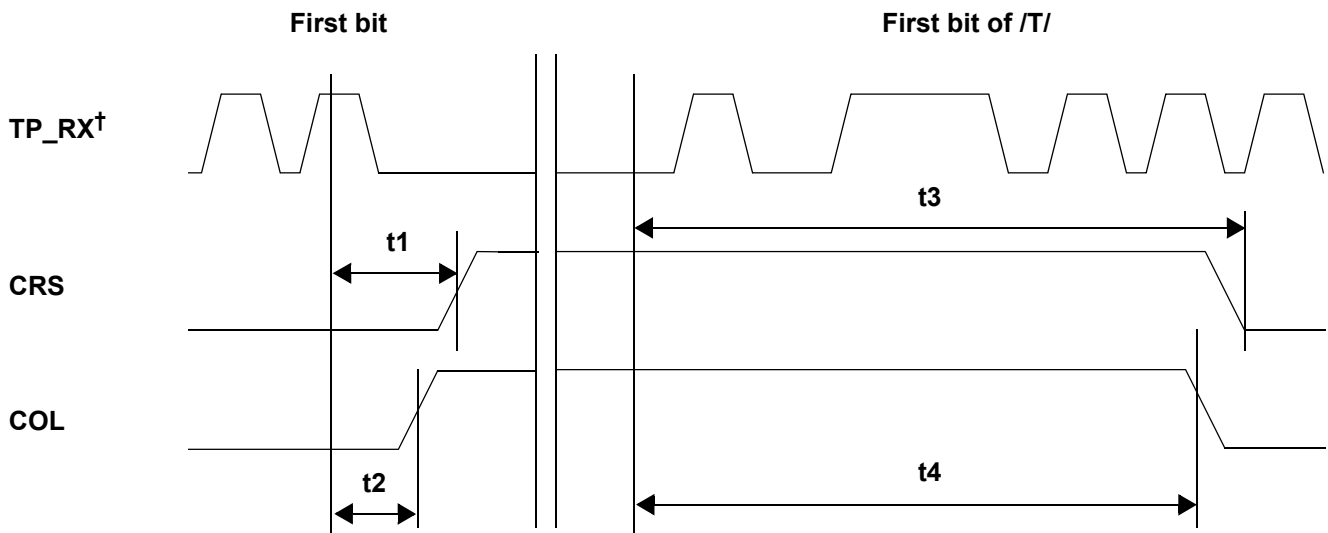 First bit
First bit of /T/
TP_RX†
t3
t1
CRS
COL
t4
t2